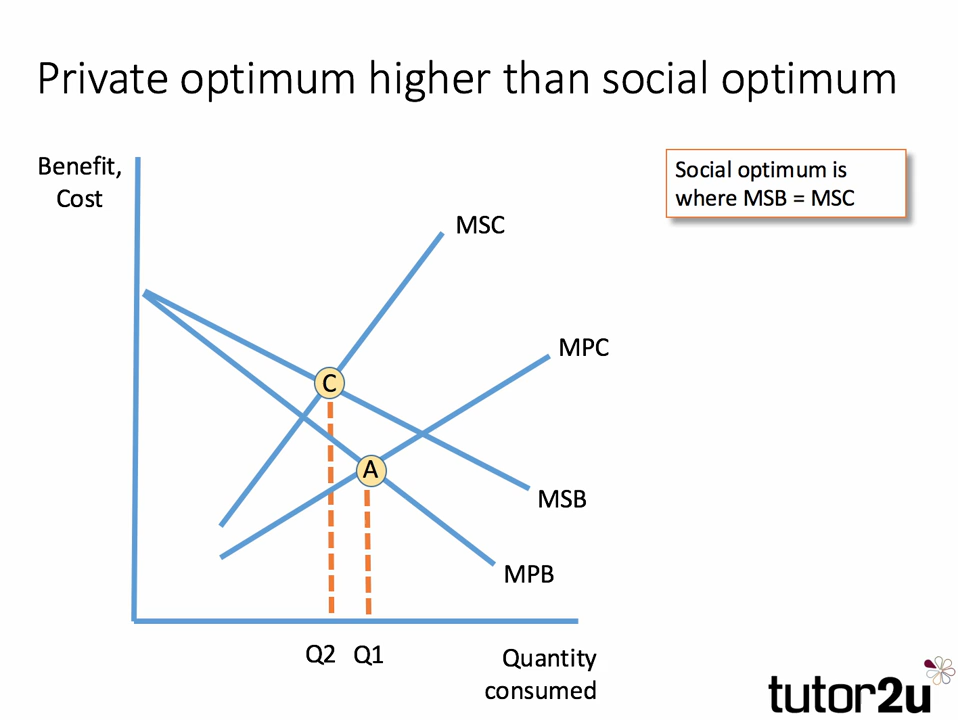 Private optimum higher than social optimum
Benefit,
Cost
Social optimum is
where MSB = MSC
MSC
MPC
C
A
MSB
MPB
Q2
Q1
Quantity
consumed
tutor2u